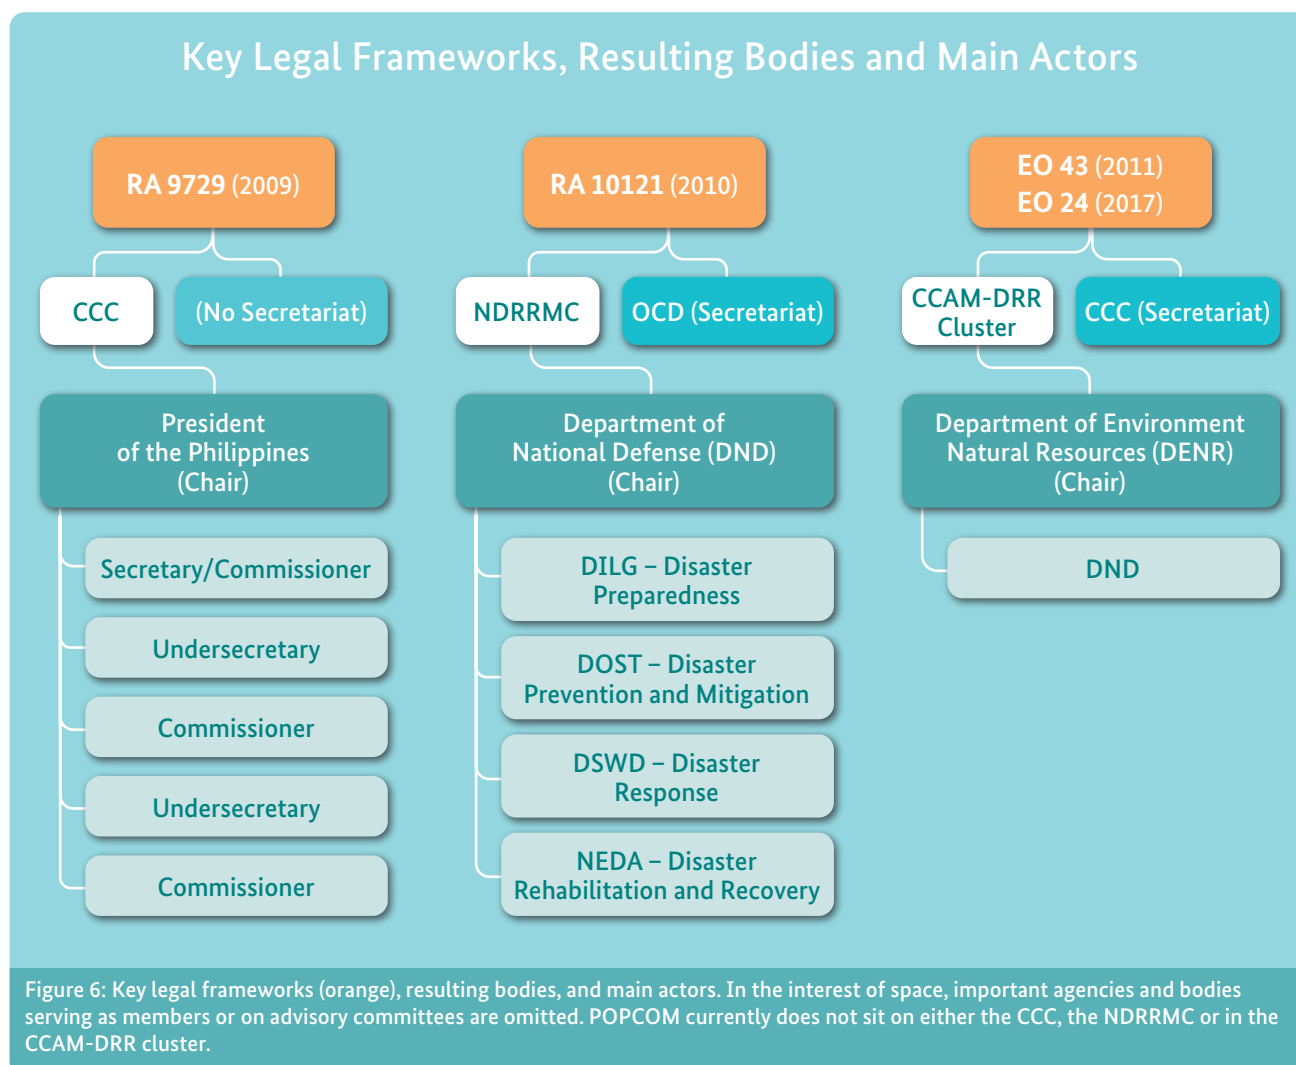 Key Legal Frameworks, Resulting Bodies and Main Actors
RA 9729 (2009)
CCC
(No Secretariat)
President
of the Philippines
(Chair)
Secretary/Commissioner
Undersecretary
Commissioner
Undersecretary
Commissioner
RA 10121 (2010)
NDRRMC
OCD (Secretariat)
Department of
National Defense (DND)
(Chair)
DILG – Disaster
Preparedness
DOST – Disaster
Prevention and Mitigation
DSWD – Disaster
Response
NEDA – Disaster
Rehabilitation and Recovery
EO 43 (2011)
EO 24 (2017)
CCAM-DRR
Cluster
CCC (Secretariat)
Department of Environment
Natural Resources (DENR)
(Chair)
DND
Figure 6: Key legal frameworks (orange), resulting bodies, and main actors. In the interest of space, important agencies and bodies
serving as members or on advisory committees are omitted. POPCOM currently does not sit on either the CCC, the NDRRMC or in the
CCAM-DRR cluster.